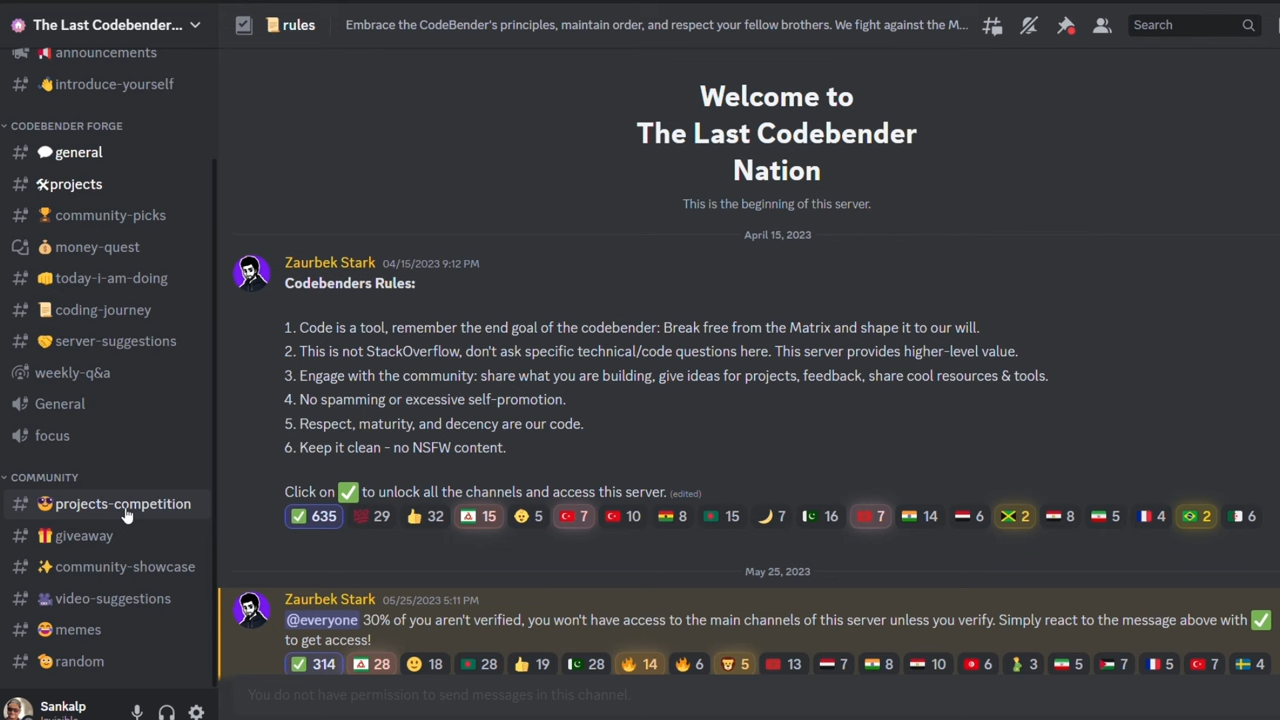 The Last Codebender...
announcements
introduce-yourself
CODEBENDER FORGE
general
projects
community-picks
money-quest
today-i-am-doing
coding-journey
server-suggestions
weekly-q&a
General
focus
COMMUNITY
projects-competition
giveaway
community-showcase
video-suggestions
memes
random
Sankalp
Invisible
rules
Embrace the CodeBender's principles, maintain order, and respect your fellow brothers. We fight against the M...
Search
Welcome to
The Last Codebender
Nation
This is the beginning of this server.
April 15, 2023
Zaurbek Stark 04/15/2023 9:12 PM
Codebenders Rules:
1. Code is a tool, remember the end goal of the codebender: Break free from the Matrix and shape it to our will.
2. This is not StackOverflow, don't ask specific technical/code questions here. This server provides higher-level value.
3. Engage with the community: share what you are building, give ideas for projects, feedback, share cool resources & tools.
4. No spamming or excessive self-promotion.
5. Respect, maturity, and decency are our code.
6. Keep it clean - no NSFW content.
Click on ✅ to unlock all the channels and access this server. (edited)
635 29 32 15 5 7 10 8 15 7 16 7 14 6 2 8 5 4 2 6
May 25, 2023
Zaurbek Stark 05/25/2023 5:11 PM
@everyone 30% of you aren't verified, you won't have access to the main channels of this server unless you verify. Simply react to the message above with ✅
to get access!
314 28 18 28 19 28 14 6 5 13 7 8 10 6 3 5 7 5 7 4
You do not have permission to send messages in this channel.